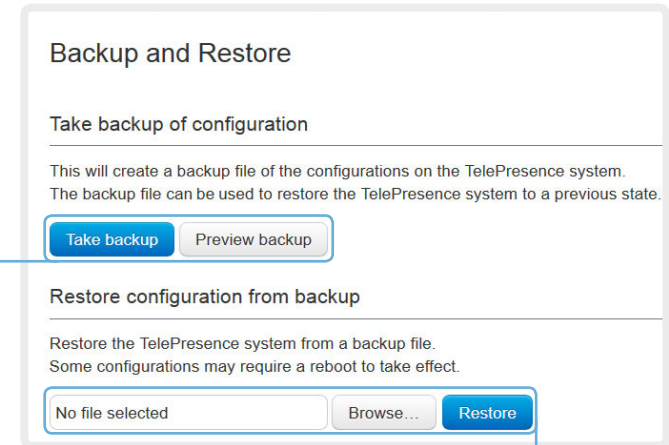 Backup and Restore
Take backup of configuration
This will create a backup file of the configurations on the TelePresence system.
The backup file can be used to restore the TelePresence system to a previous state.
Take backup Preview backup
Restore configuration from backup
Restore the TelePresence system from a backup file.
Some configurations may require a reboot to take effect.
No file selected Browse... Restore